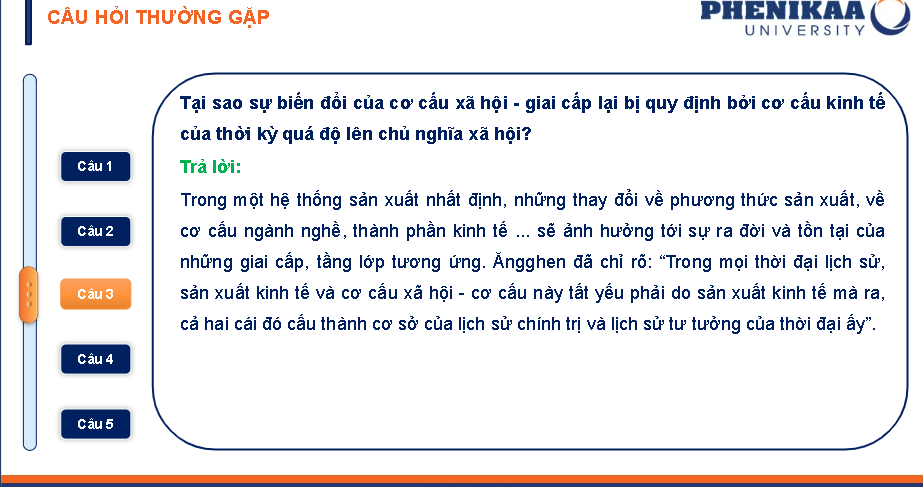 CÂU HỎI THƯỜNG GẶP
PHENIKAA
UNIVERSITY
Tại sao sự biến đổi của cơ cấu xã hội - giai cấp lại bị quy định bởi cơ cấu kinh tế
của thời kỳ quá độ lên chủ nghĩa xã hội?
Trả lời:
Trong một hệ thống sản xuất nhất định, những thay đổi về phương thức sản xuất, về
cơ cấu ngành nghề, thành phần kinh tế ... sẽ ảnh hưởng tới sự ra đời và tồn tại của
những giai cấp, tầng lớp tương ứng. Ăngghen đã chỉ rõ: “Trong mọi thời đại lịch sử,
sản xuất kinh tế và cơ cấu xã hội - cơ cấu này tất yếu phải do sản xuất kinh tế mà ra,
cả hai cái đó cấu thành cơ sở của lịch sử chính trị và lịch sử tư tưởng của thời đại ấy”.
Câu 1
Câu 2
Câu 3
Câu 4
Câu 5